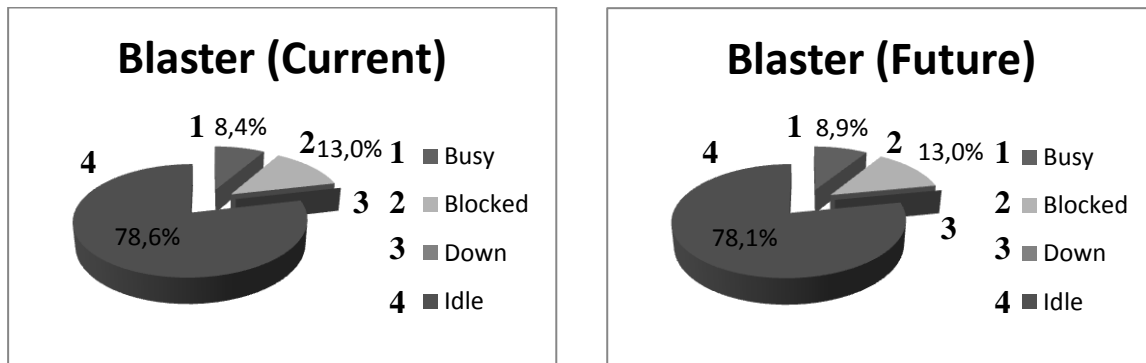 Blaster (Current)
1 8,4%
2 13,0%
3
4
78,6%
1 Busy
2 Blocked
3 Down
4 Idle
Blaster (Future)
1 8,9%
2 13,0%
3
4
78,1%
1 Busy
2 Blocked
3 Down
4 Idle